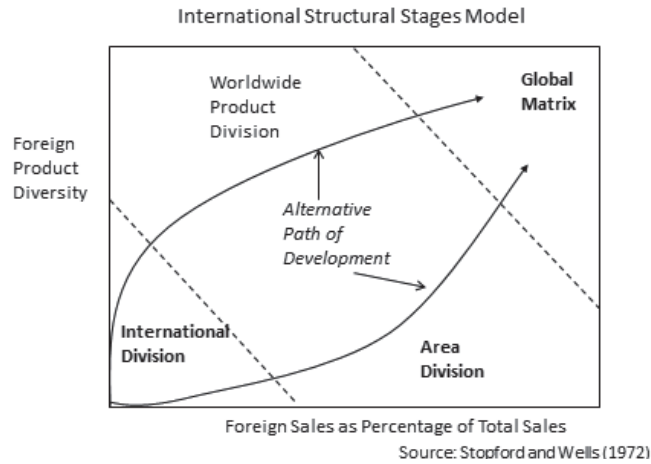 International Structural Stages Model
Worldwide
Product
Division
Global
Matrix
Foreign
Product
Diversity
Alternative
Path of
Development
International
Division
Area
Division
Foreign Sales as Percentage of Total Sales
Source: Stopford and Wells (1972)